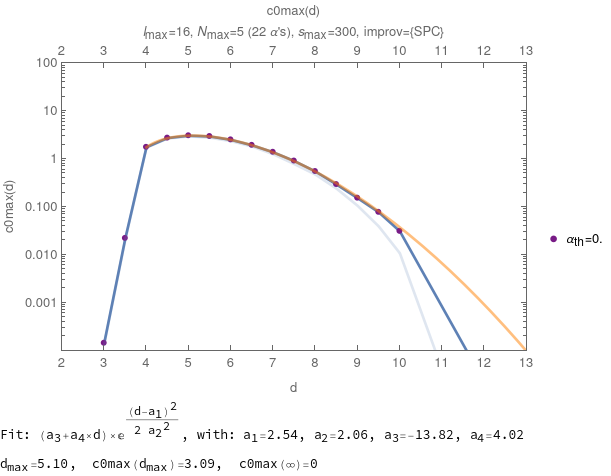 c0max(d)
lmax=16, Nmax=5 (22 α's), smax=300, improv={SPC}
2 3 4 5 6 7 8 9 10 11 12 13
100
10
1
0.100
0.010
0.001
c0max(d)
αth=0.
2 3 4 5 6 7 8 9 10 11 12 13
d
Fit: (a3+a4×d)×e^((d-a1)^2/(2 a2^2)), with: a1=2.54, a2=2.06, a3=-13.82, a4=4.02
dmax=5.10, c0max(dmax)=3.09, c0max(∞)=0